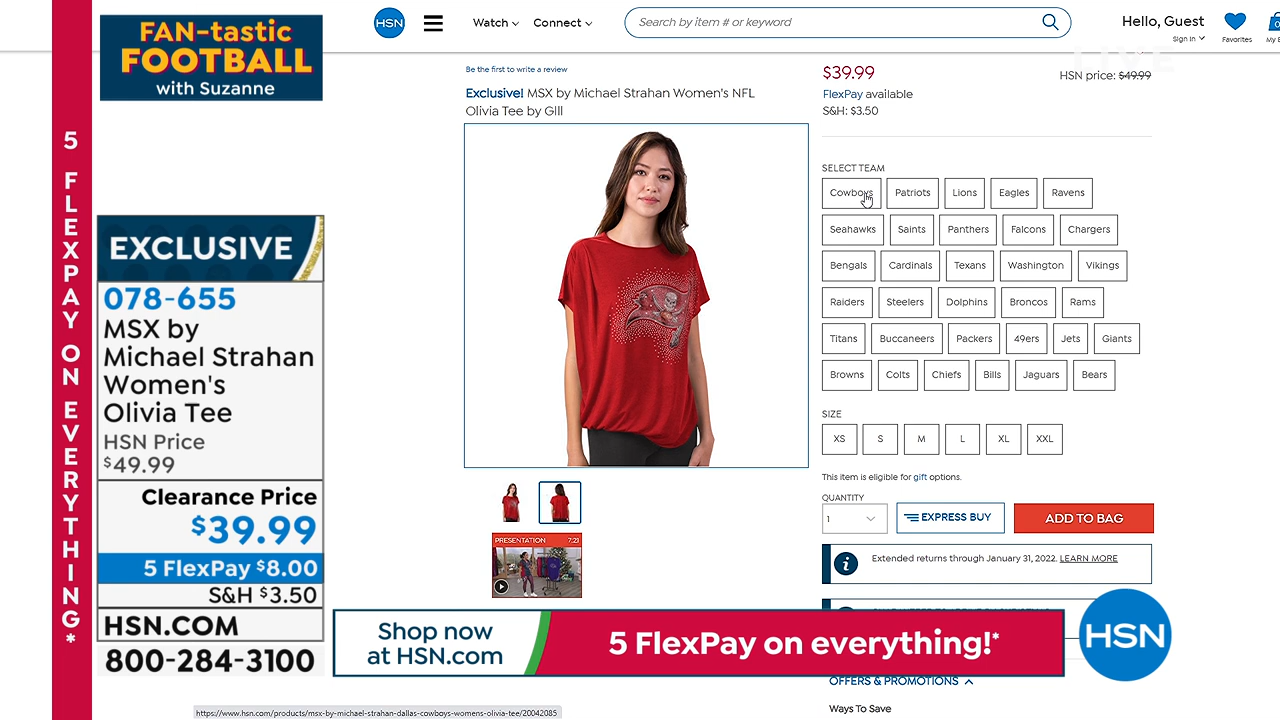 5 FLEXPAY ON EVERYTHING*
FAN-tastic
FOOTBALL
with Suzanne
EXCLUSIVE
078-655
MSX by
Michael Strahan
Women's
Olivia Tee
HSN Price
$49.99
Clearance Price
$39.99
5 FlexPay $8.00
S&H $3.50
HSN.COM
800-284-3100
HSN
Watch
Connect
Search by item # or keyword
Hello, Guest
Sign In
Favorites
LIVE
Be the first to write a review
Exclusive! MSX by Michael Strahan Women's NFL
Olivia Tee by GIII
PRESENTATION 7:21
$39.99
HSN price: $49.99
FlexPay available
S&H: $3.50
SELECT TEAM
Cowboys Patriots Lions Eagles Ravens
Seahawks Saints Panthers Falcons Chargers
Bengals Cardinals Texans Washington Vikings
Raiders Steelers Dolphins Broncos Rams
Titans Buccaneers Packers 49ers Jets Giants
Browns Colts Chiefs Bills Jaguars Bears
SIZE
XS S M L XL XXL
This item is eligible for gift options.
QUANTITY
1
EXPRESS BUY
ADD TO BAG
Extended returns through January 31, 2022. LEARN MORE
Shop now
at HSN.com
5 FlexPay on everything!*
HSN
OFFERS & PROMOTIONS
Ways To Save
https://www.hsn.com/products/msx-by-michael-strahan-dallas-cowboys-womens-olivia-tee/20042085